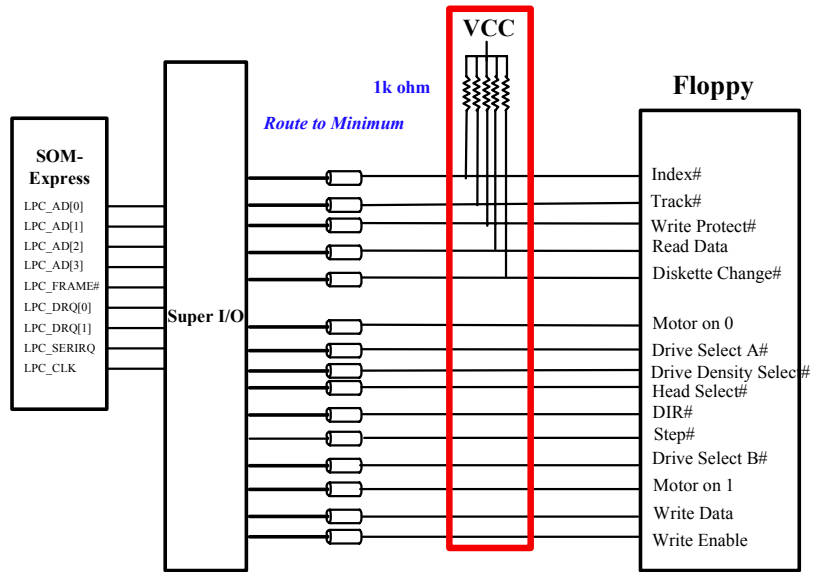 VCC
1k ohm
Floppy
Route to Minimum
SOM-
Express
LPC_AD[0]
LPC_AD[1]
LPC_AD[2]
LPC_AD[3]
LPC_FRAME#
LPC_DRQ[0]
LPC_DRQ[1]
LPC_SERIRQ
LPC_CLK
Super I/O
Index#
Track#
Write Protect#
Read Data
Diskette Change#
Motor on 0
Drive Select A#
Drive Density Select#
Head Select#
DIR#
Step#
Drive Select B#
Motor on 1
Write Data
Write Enable